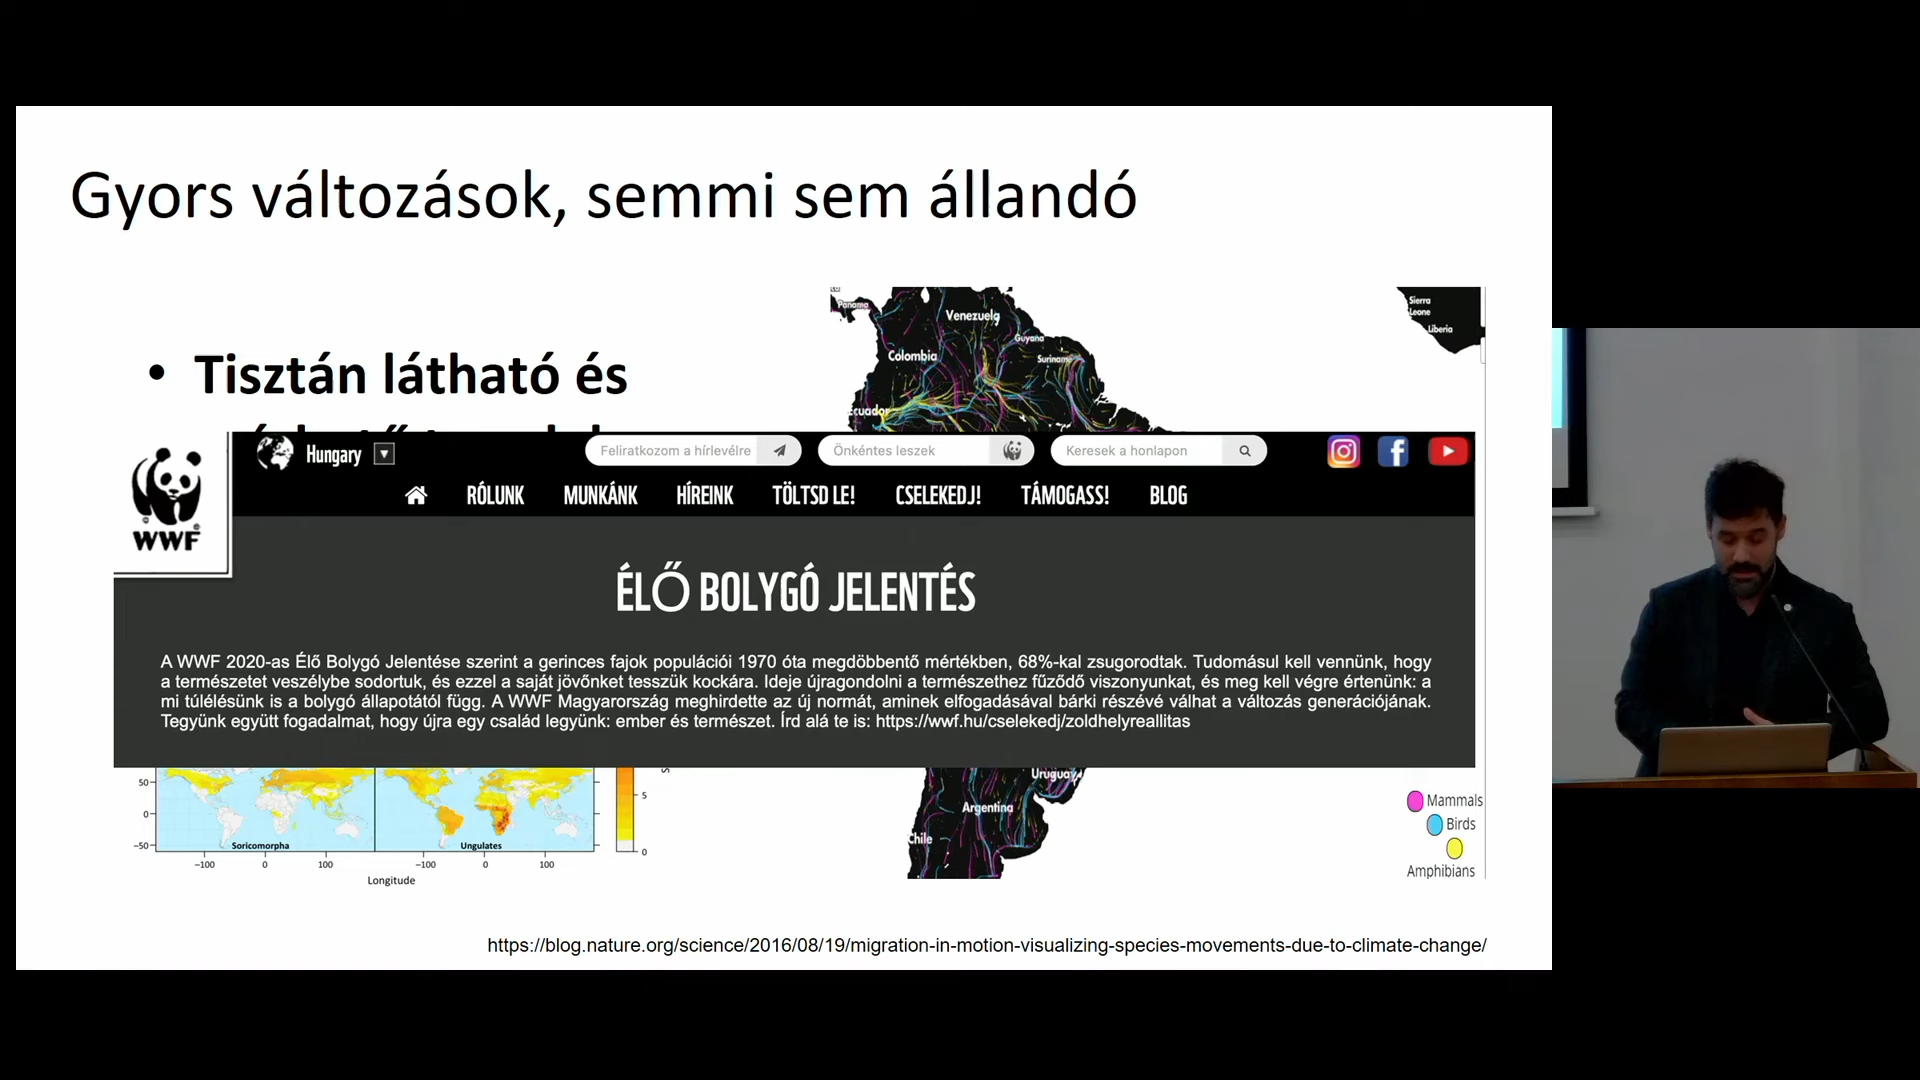 Gyors változások, semmi sem állandó
• Tisztán látható és
Panama
Venezuela
Guyana
Suriname
Colombia
Ecuador
Sierra
Leone
Liberia
Hungary
Feliratkozom a hírlevélre
Önkéntes leszek
Keresek a honlapon
WWF
RÓLUNK MUNKÁNK HÍREINK TÖLTSD LE! CSELEKEDJ! TÁMOGASS! BLOG
ÉLŐ BOLYGÓ JELENTÉS
A WWF 2020-as Élő Bolygó Jelentése szerint a gerinces fajok populációi 1970 óta megdöbbentő mértékben, 68%-kal zsugorodtak. Tudomásul kell vennünk, hogy
a természetet veszélybe sodortuk, és ezzel a saját jövőnket tesszük kockára. Ideje újragondolni a természethez fűződő viszonyunkat, és meg kell végre értenünk: a
mi túlélésünk is a bolygó állapotától függ. A WWF Magyarország meghirdette az új normát, aminek elfogadásával bárki részévé válhat a változás generációjának.
Tegyünk együtt fogadalmat, hogy újra egy család legyünk: ember és természet. Írd alá te is: https://wwf.hu/cselekedj/zoldhelyreallitas
50
0
−50
Soricomorpha
Ungulates
−100 0 100 −100 0 100
Longitude
5
0
Uruguay
Argentina
Chile
Mammals
Birds
Amphibians
https://blog.nature.org/science/2016/08/19/migration-in-motion-visualizing-species-movements-due-to-climate-change/